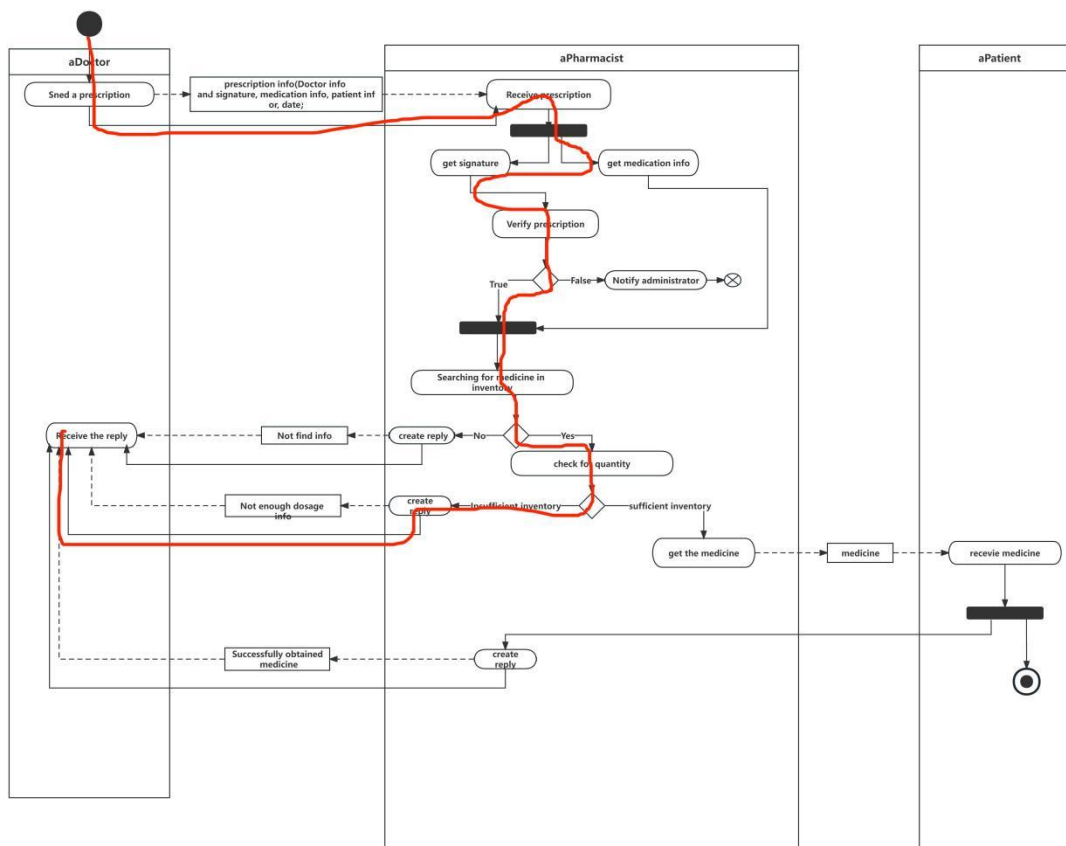 aDoctor
aPharmacist
aPatient
Sned a prescription
prescription info(Doctor info
and signature, medication info, patient inf
or, date;
Receive prescription
get signature
get medication info
Verify prescription
True
False
Notify administrator
Searching for medicine in
inventory
Receive the reply
Not find info
create reply
No
Yes
check for quantity
Not enough dosage
info
create
reply
Insufficient inventory
sufficient inventory
get the medicine
medicine
recevie medicine
Successfully obtained
medicine
create
reply